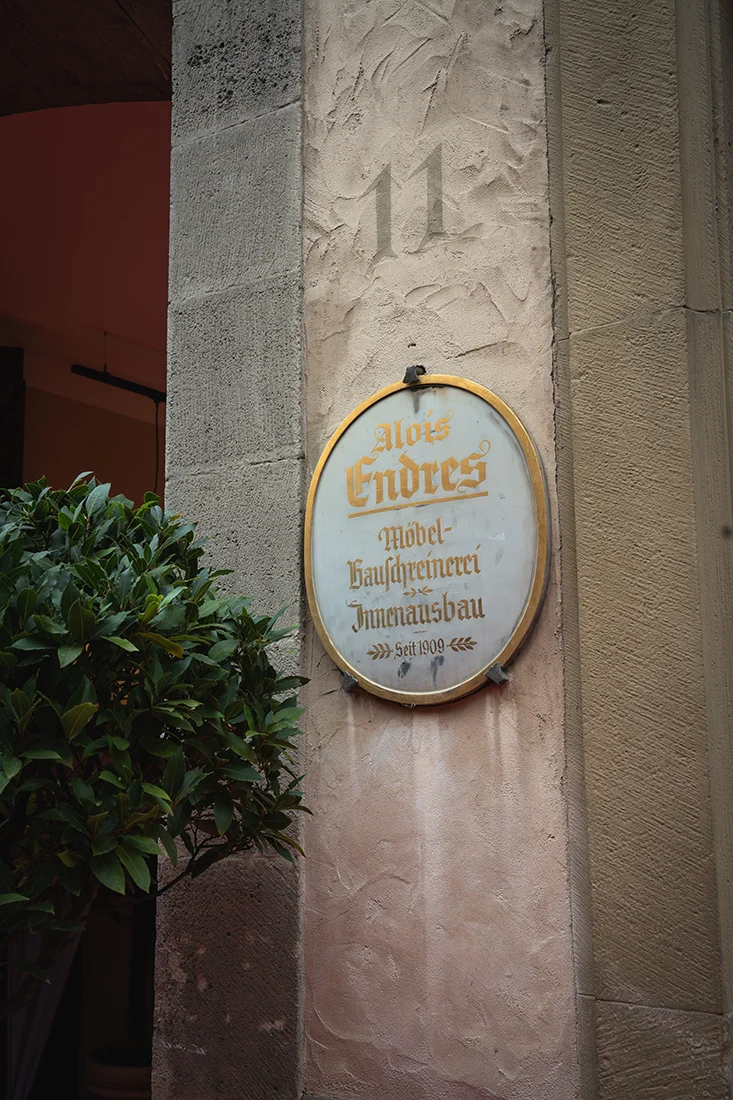 11
Alois
Endres
Möbel-
Bauschreinerei
Innenausbau
Seit 1909